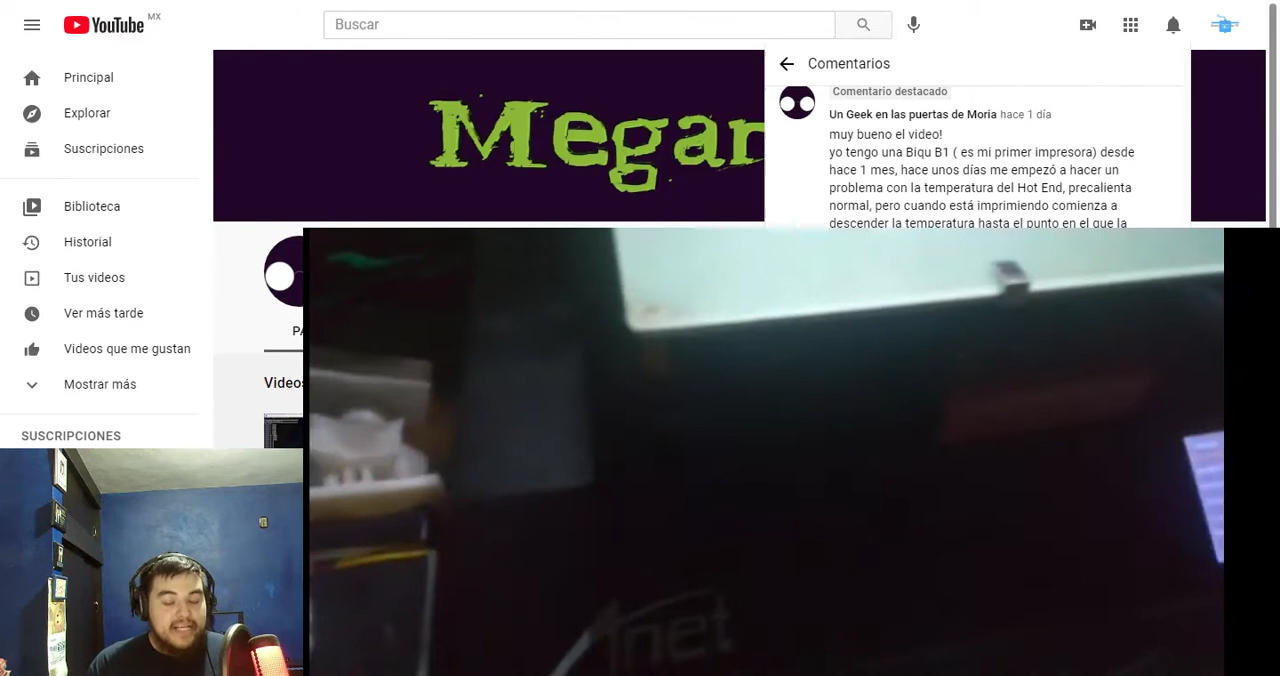 YouTube MX
Buscar
Principal
Explorar
Suscripciones
Biblioteca
Historial
Tus videos
Ver más tarde
Videos que me gustan
Mostrar más
SUSCRIPCIONES
Megar
PA
Videos
Comentarios
Comentario destacado
Un Geek en las puertas de Moria hace 1 día
muy bueno el video!
yo tengo una Biqu B1 ( es mi primer impresora) desde
hace 1 mes, hace unos días me empezó a hacer un
problema con la temperatura del Hot End, precalienta
normal, pero cuando está imprimiendo comienza a
descender la temperatura hasta el punto en el que la
Anet